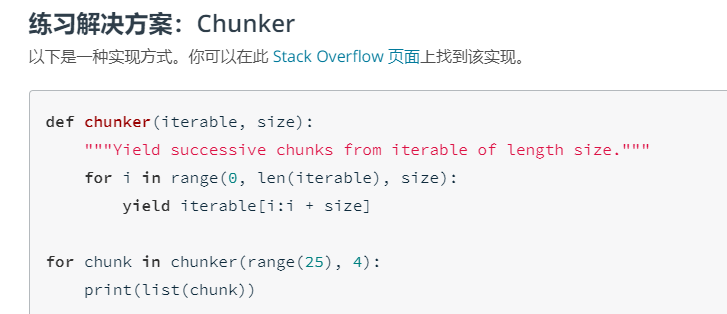 练习解决方案：Chunker
以下是一种实现方式。你可以在此 Stack Overflow 页面上找到该实现。
def chunker(iterable, size):
    """Yield successive chunks from iterable of length size."""
    for i in range(0, len(iterable), size):
        yield iterable[i:i + size]
for chunk in chunker(range(25), 4):
    print(list(chunk))